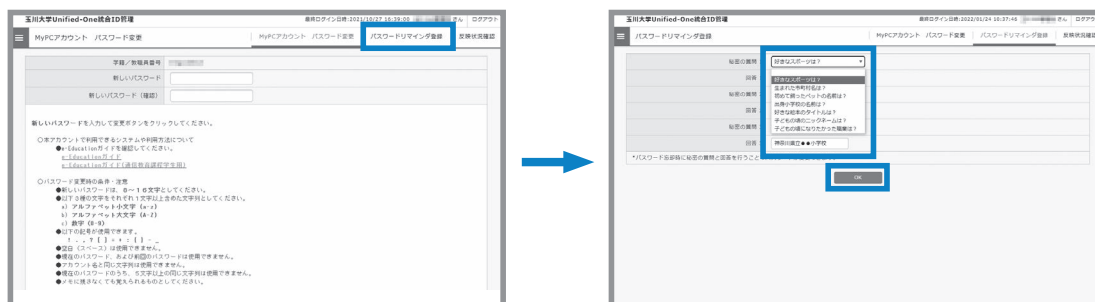 玉川大学Unified-One統合ID管理
最終ログイン日時:2021/10/27 16:39:00 さん ログアウト
MyPCアカウント パスワード変更
MyPCアカウント パスワード変更 パスワードリマインダ登録 反映状況確認
学籍/教職員番号
新しいパスワード
新しいパスワード(確認)
新しいパスワードを入力して変更ボタンをクリックしてください。
○本アカウントで利用できるシステムや利用方法について
●e-Educationガイドを確認してください。
e-Educationガイド
e-Educationガイド(通信教育課程学生用)
○パスワード変更時の条件・注意
●新しいパスワードは、8~16文字としてください。
●以下3種の文字をそれぞれ1文字以上含めた文字列としてください。
a) アルファベット小文字 (a-z)
b) アルファベット大文字 (A-Z)
c) 数字 (0-9)
●以下の記号が使用できます。
●空白(スペース)は使用できません。
●現在のパスワード、および前回のパスワードは使用できません。
●アカウント名と同じ文字列は使用できません。
●現在のパスワードのうち、5文字以上の同じ文字列は使用できません。
●メモに残さなくても覚えられるものとしてください。
玉川大学Unified-One統合ID管理
最終ログイン日時:2022/01/24 10:37:46 さん ログアウト
パスワードリマインダ登録
MyPCアカウント パスワード変更 パスワードリマインダ登録 反映状況確認
秘密の質問 好きなスポーツは?
回答 好きなスポーツは?
生まれた市町村名は?
秘密の質問 初めて飼ったペットの名前は?
出身小学校の名前は?
回答 好きな絵本のタイトルは?
子どもの頃のニックネームは?
秘密の質問 子どもの頃になりたかった職業は?
回答 神奈川県立●●小学校
*パスワード忘却時に秘密の質問と回答を行うこと
OK